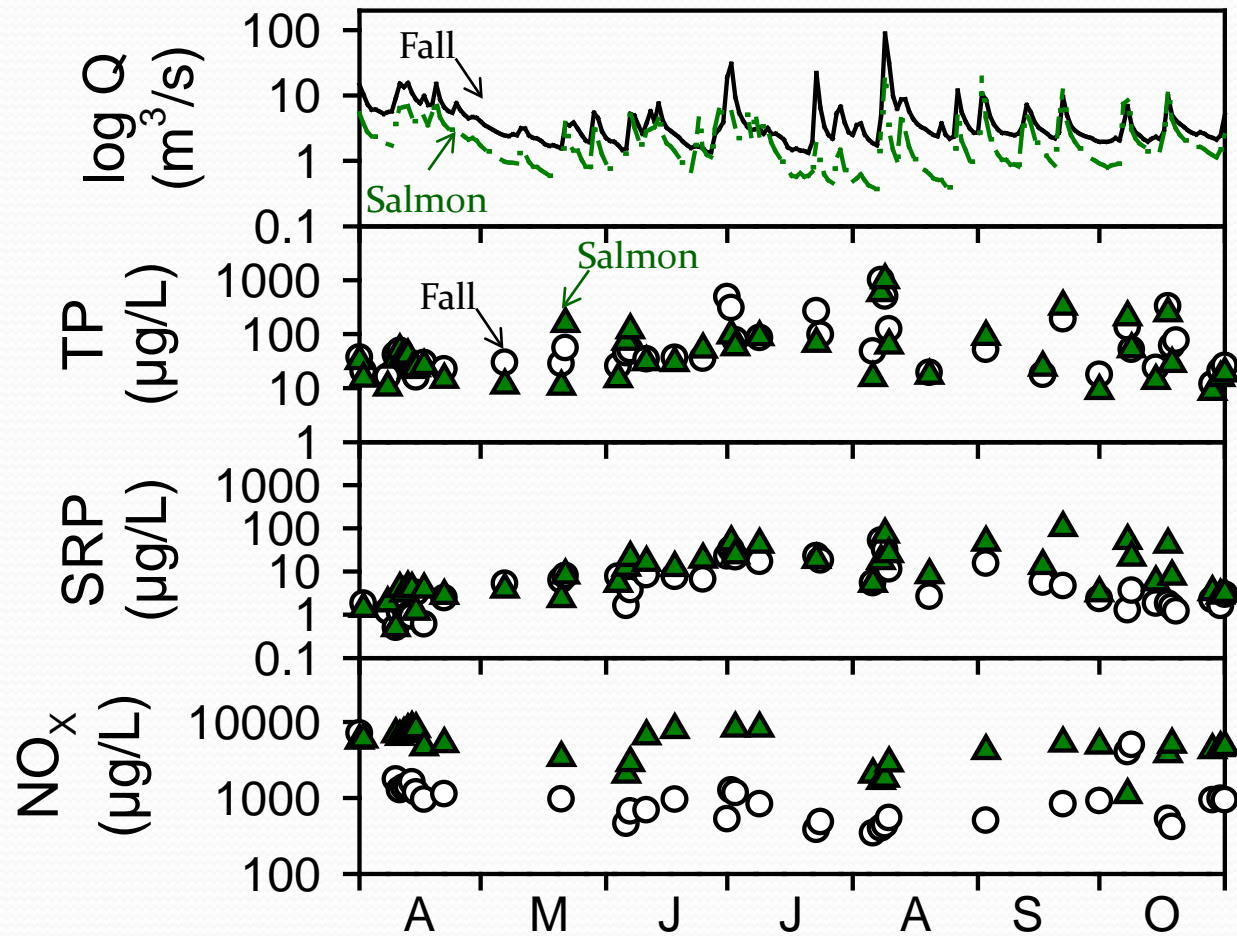 log Q
(m³/s)
100
10
1
0.1
Fall
Salmon
TP
(µg/L)
1000
100
10
1
Fall
Salmon
SRP
(µg/L)
1000
100
10
1
0.1
NOₓ
(µg/L)
10000
1000
100
A M J J A S O